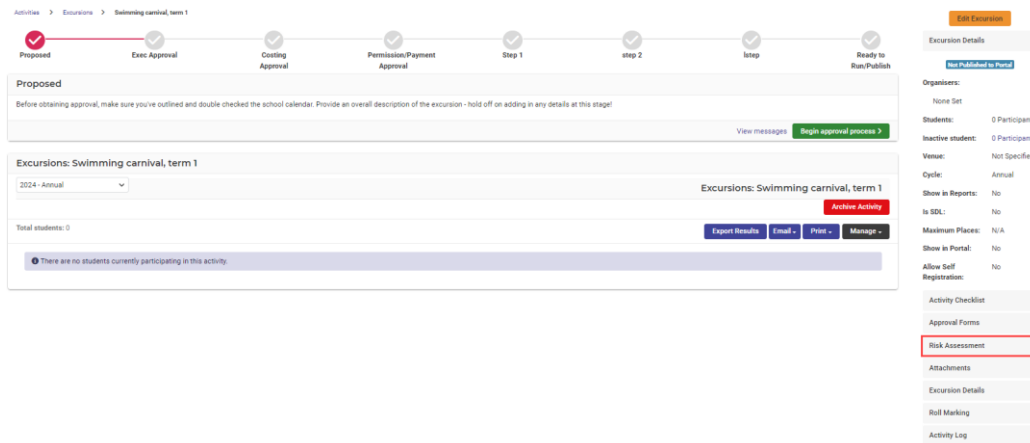 Activities > Excursions > Swimming carnival, term 1
Proposed
Exec Approval
Costing
Approval
Permission/Payment
Approval
Step 1
step 2
lstep
Ready to
Run/Publish
Proposed
Before obtaining approval, make sure you've outlined and double checked the school calendar. Provide an overall description of the excursion - hold off on adding in any details at this stage!
View messages
Begin approval process >
Excursions: Swimming carnival, term 1
2024 - Annual
Excursions: Swimming carnival, term 1
Archive Activity
Total students: 0
Export Results
Email
Print
Manage
There are no students currently participating in this activity.
Edit Excursion
Excursion Details
Not Published to Portal
Organisers:
None Set
Students: 0 Participan
Inactive student: 0 Participan
Venue: Not Specifie
Cycle: Annual
Show in Reports: No
Is SDL: No
Maximum Places: N/A
Show in Portal: No
Allow Self No
Registration:
Activity Checklist
Approval Forms
Risk Assessment
Attachments
Excursion Details
Roll Marking
Activity Log